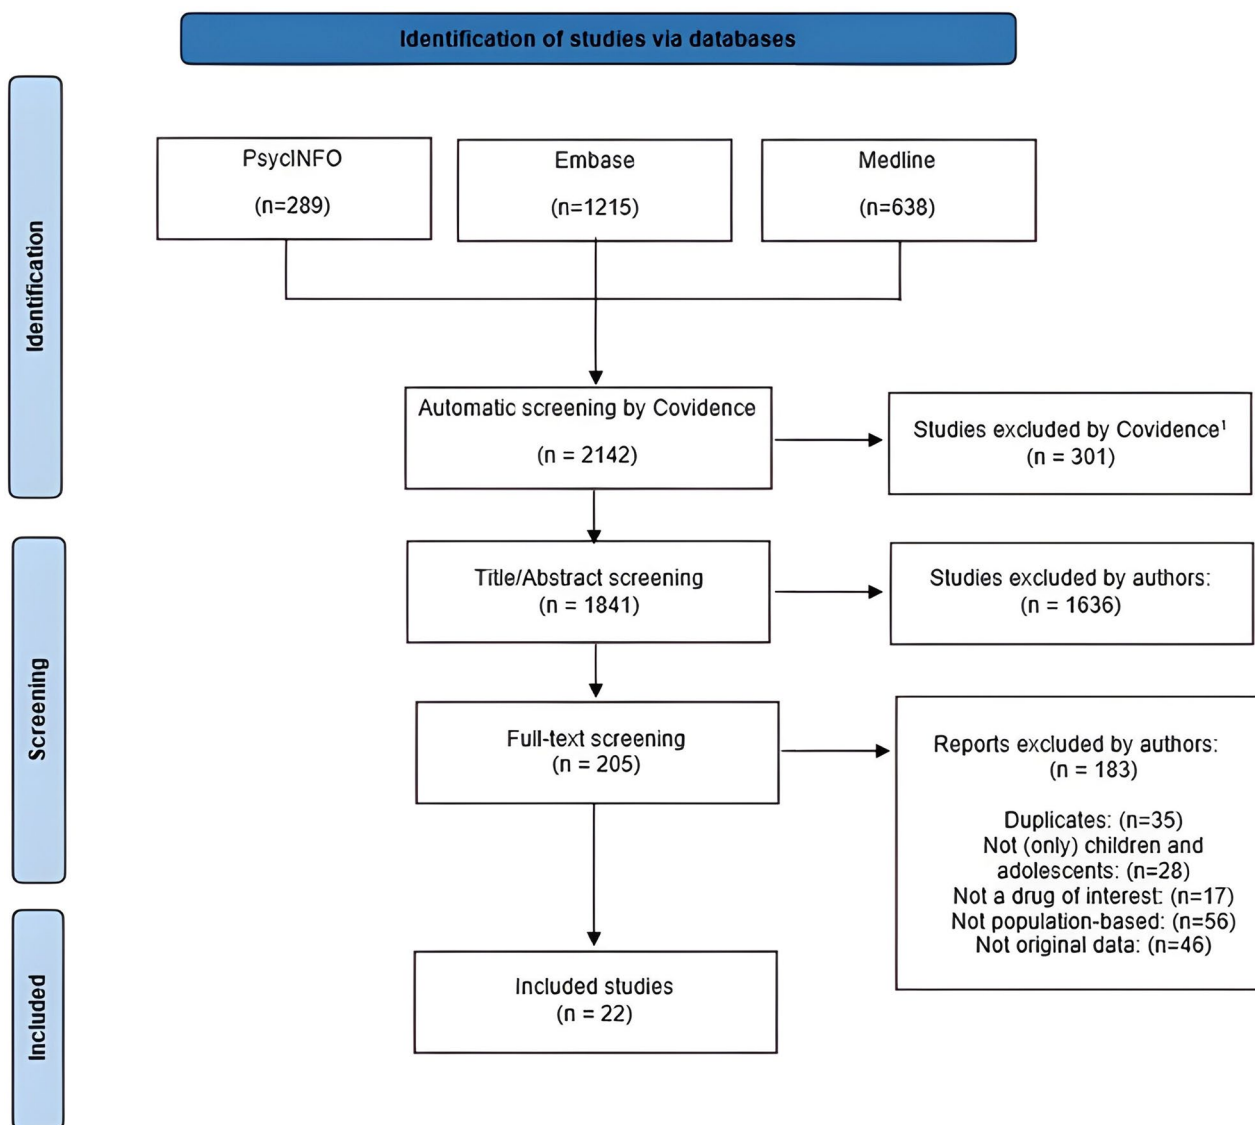 Identification of studies via databases
Identification
PsycINFO
(n=289)
Embase
(n=1215)
Medline
(n=638)
Automatic screening by Covidence
(n = 2142)
Studies excluded by Covidence¹
(n = 301)
Screening
Title/Abstract screening
(n = 1841)
Studies excluded by authors:
(n = 1636)
Full-text screening
(n = 205)
Reports excluded by authors:
(n = 183)
Duplicates: (n=35)
Not (only) children and
adolescents: (n=28)
Not a drug of interest: (n=17)
Not population-based: (n=56)
Not original data: (n=46)
Included
Included studies
(n = 22)